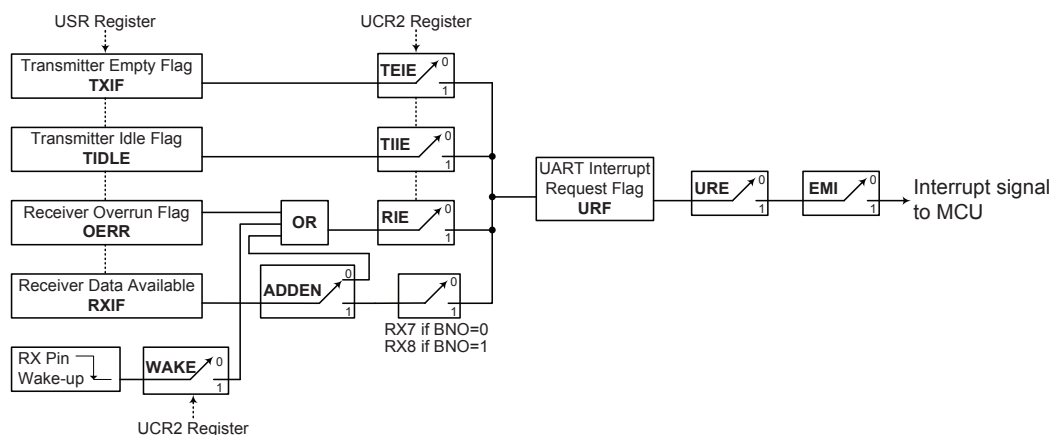 USR Register
UCR2 Register
Transmitter Empty Flag
TXIF
TEIE
0
1
Transmitter Idle Flag
TIDLE
TIIE
0
1
UART Interrupt
Request Flag
URF
URE
0
1
EMI
0
1
Interrupt signal
to MCU
Receiver Overrun Flag
OERR
OR
RIE
0
1
Receiver Data Available
RXIF
ADDEN
0
1
0
1
RX7 if BNO=0
RX8 if BNO=1
RX Pin
Wake-up
WAKE
0
1
UCR2 Register